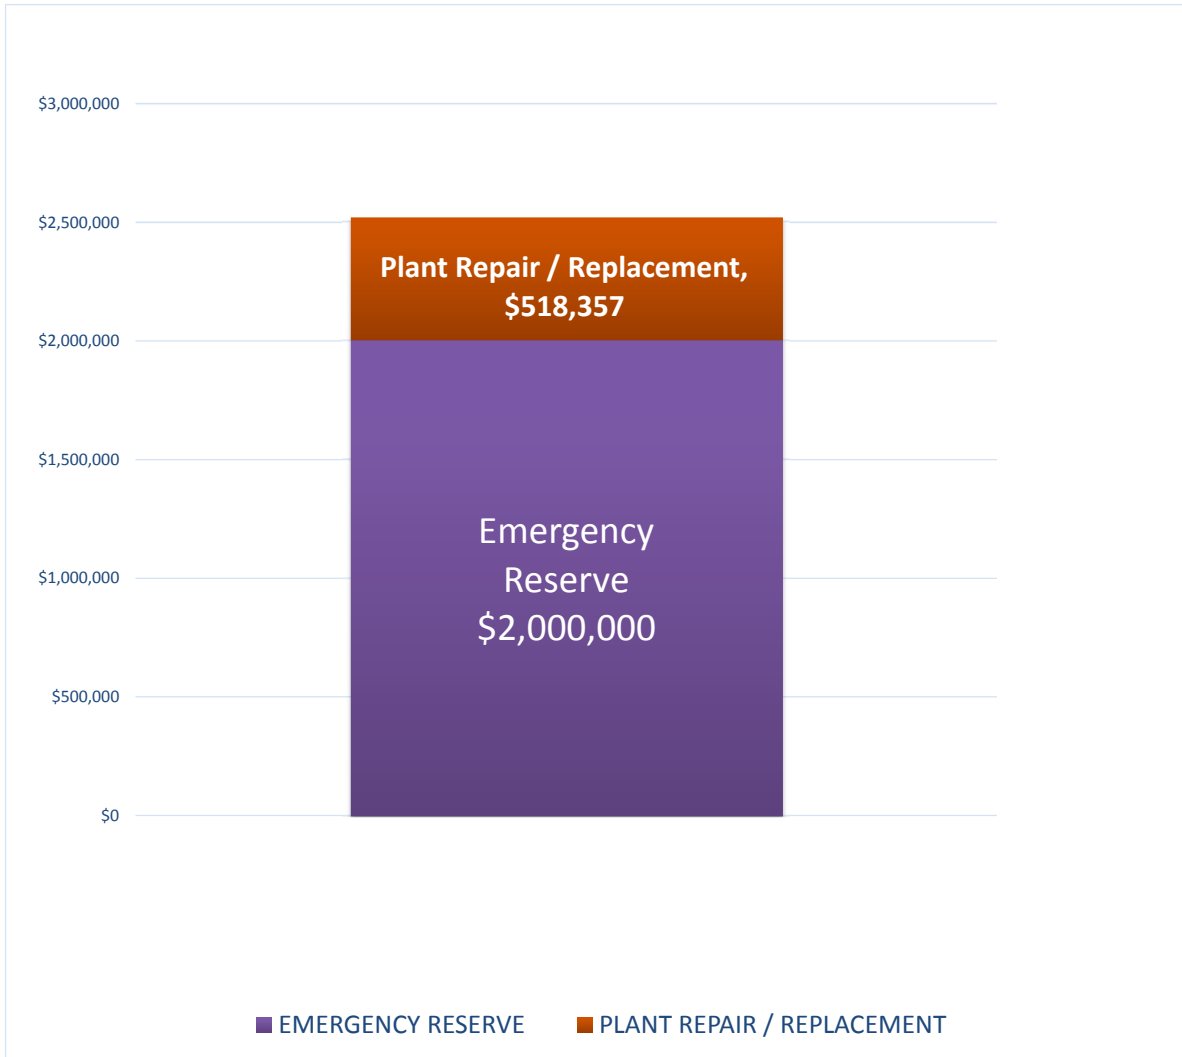 $3,000,000
$2,500,000
Plant Repair / Replacement,
$518,357
$2,000,000
$1,500,000
Emergency
Reserve
$2,000,000
$1,000,000
$500,000
$0
EMERGENCY RESERVE
PLANT REPAIR / REPLACEMENT